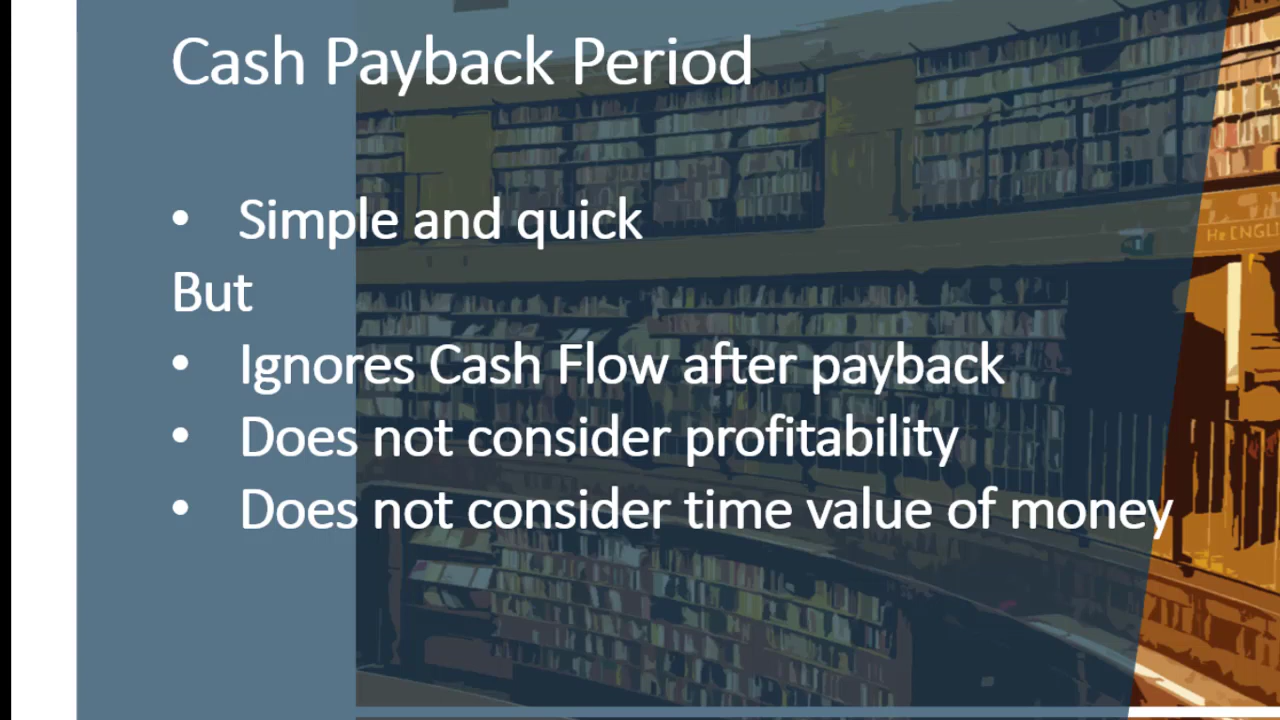 Cash Payback Period
• Simple and quick
But
• Ignores Cash Flow after payback
• Does not consider profitability
• Does not consider time value of money